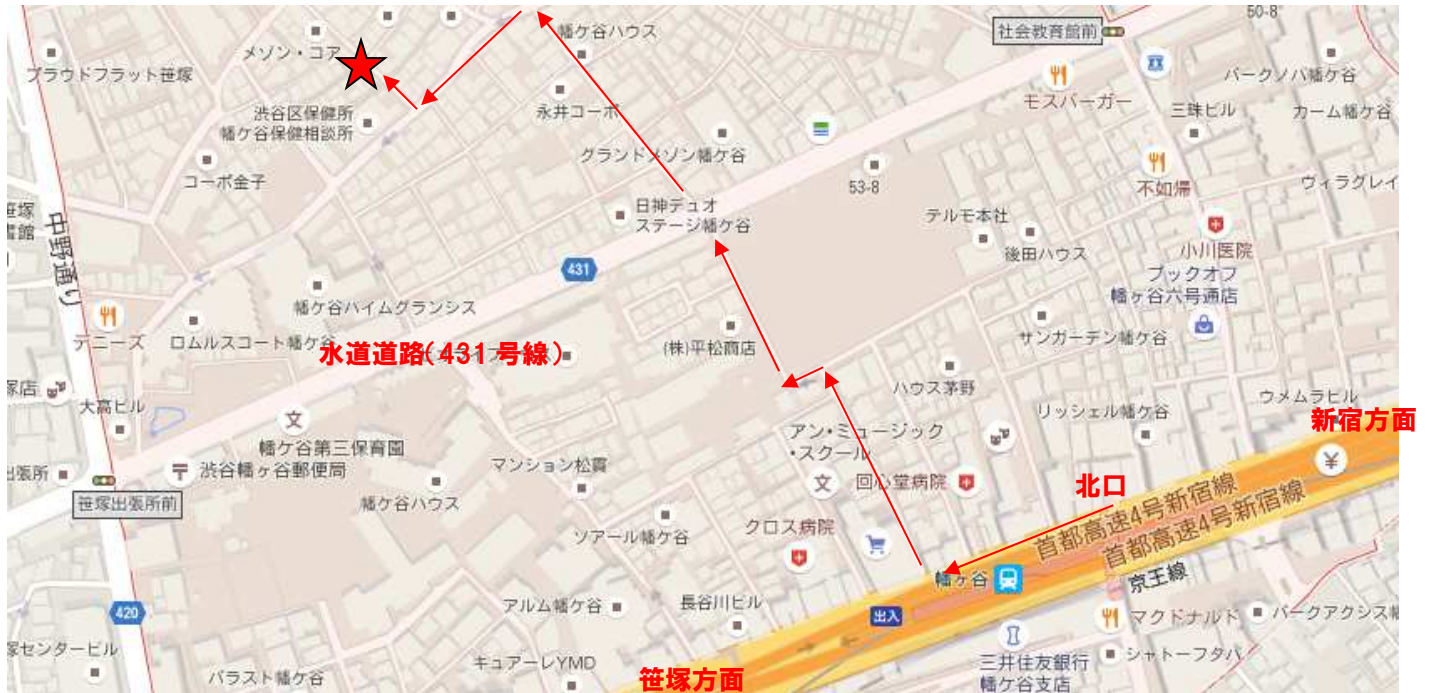 50-8
社会教育館前
幡ケ谷ハウス
メゾン・コア
プラウドフラット笹塚
モスバーガー
パークノバ幡ケ谷
渋谷区保健所
幡ケ谷保健相談所
永井コーポ
三珠ビル
カーム幡ケ谷
グランドメゾン幡ケ谷
コーポ金子
53-8
不如帰
ヴィラグレイ
笹塚
中野通り
日神デュオ
ステージ幡ケ谷
テルモ本社
後田ハウス
小川医院
431
ブックオフ
幡ヶ谷六号通店
幡ケ谷ハイムグランシス
デニーズ
ロムルスコート幡ケ谷
水道道路(431号線)
(株)平松商店
サンガーデン幡ケ谷
ハウス茅野
大高ビル
リッシェル幡ケ谷
ウメムラビル
新宿方面
文
幡ケ谷第三保育園
渋谷幡ヶ谷郵便局
アン・ミュージック
・スクール
マンション松貫
文
回心堂病院
北口
笹塚出張所前
幡ケ谷ハウス
ソアール幡ケ谷
クロス病院
首都高速4号新宿線
首都高速4号新宿線
幡ヶ谷
京王線
420
アルム幡ケ谷
長谷川ビル
出入
マクドナルド
パークアクシス幡
塚センタービル
キュアーレYMD
笹塚方面
三井住友銀行
幡ケ谷支店
シャトーフタバ
パラスト幡ケ谷